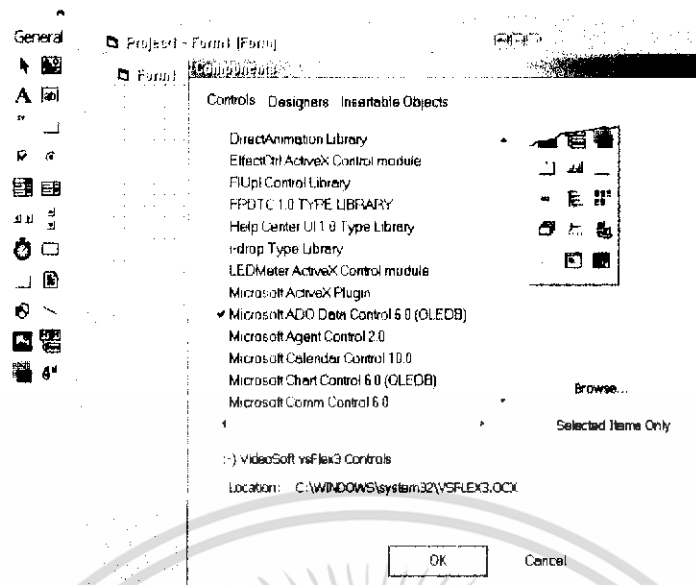 General
Project1 - Form1 [Form]
Form1
Components
Controls Designers Insertable Objects
DirectAnimation Library
EffectCtrl ActiveX Control module
FlUpl Control Library
FPDTC 1.0 TYPE LIBRARY
Help Center UI 1.0 Type Library
i-drop Type Library
LEDMeter ActiveX Control module
Microsoft ActiveX Plugin
Microsoft ADO Data Control 6.0 (OLEDB)
Microsoft Agent Control 2.0
Microsoft Calendar Control 10.0
Microsoft Chart Control 6.0 (OLEDB)
Microsoft Comm Control 6.0
Browse...
Selected Items Only
:-) VideoSoft vsFlex3 Controls
Location: C:\WINDOWS\system32\VSFLEX3.OCX
OK Cancel